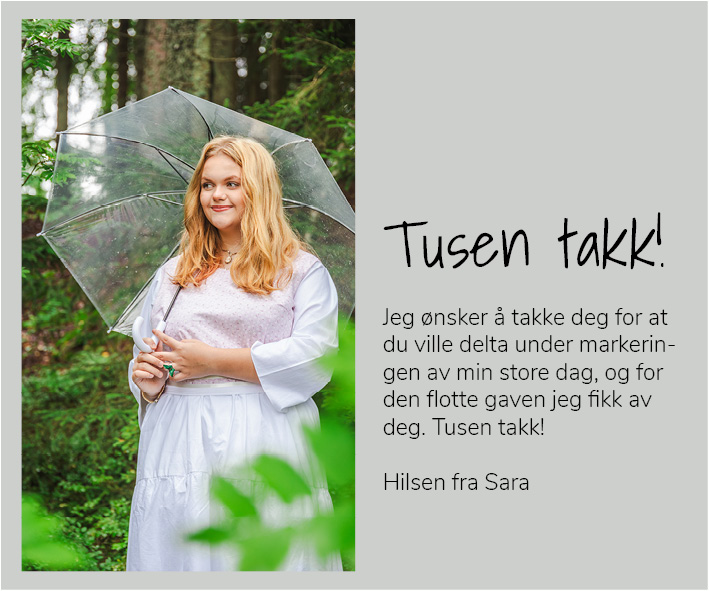 Tusen takk!
Jeg ønsker å takke deg for at
du ville delta under markerin-
gen av min store dag, og for
den flotte gaven jeg fikk av
deg. Tusen takk!
Hilsen fra Sara